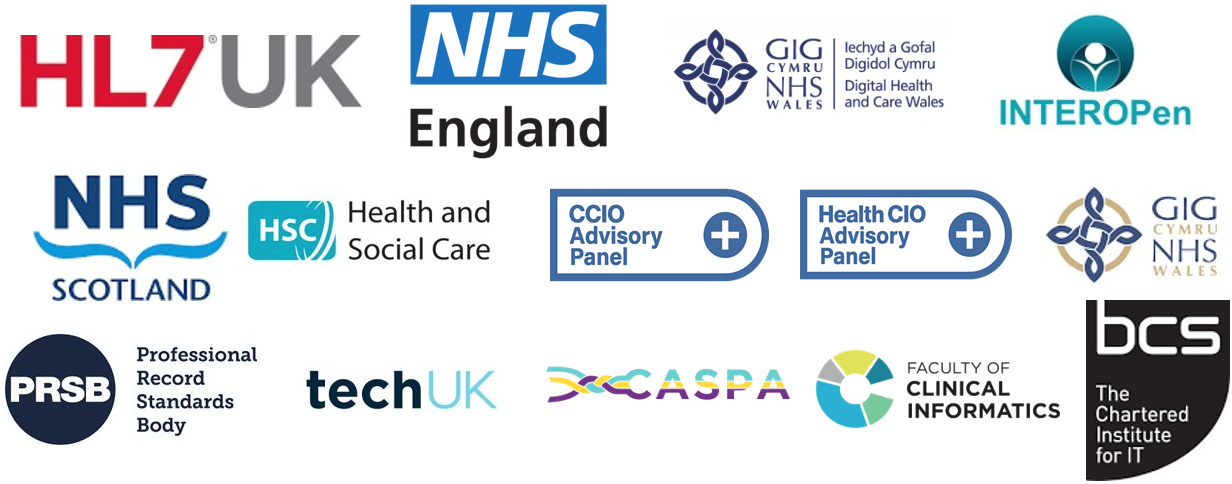 HL7® UK
NHS
England
GIG
CYMRU
NHS
WALES
Iechyd a Gofal
Digidol Cymru
Digital Health
and Care Wales
INTEROPen
NHS
SCOTLAND
HSC
Health and
Social Care
CCIO
Advisory
Panel
Health CIO
Advisory
Panel
GIG
CYMRU
NHS
WALES
PRSB
Professional
Record
Standards
Body
techUK
CASPA
FACULTY OF
CLINICAL
INFORMATICS
bcs
The
Chartered
Institute
for IT